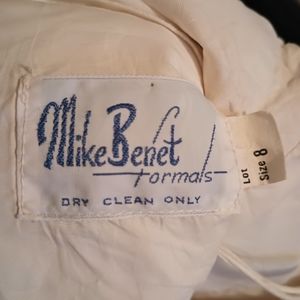 Mike Benet
formals
DRY CLEAN ONLY
LOT
Size 8